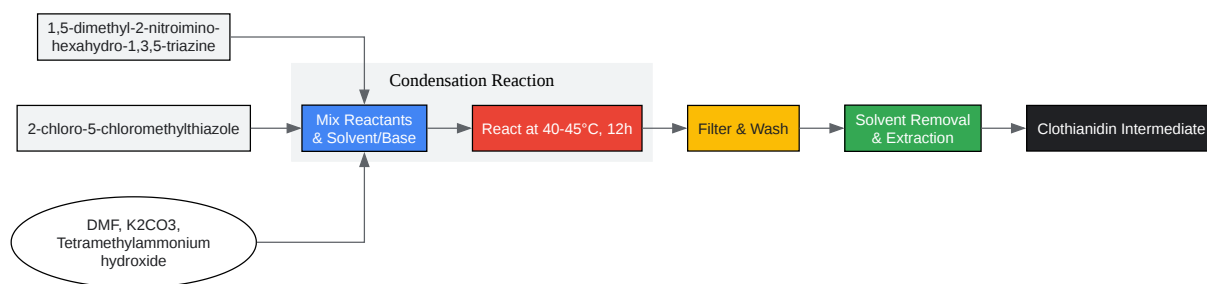 1,5-dimethyl-2-nitroimino-
hexahydro-1,3,5-triazine
Condensation Reaction
2-chloro-5-chloromethylthiazole
Mix Reactants
& Solvent/Base
React at 40-45°C, 12h
Filter & Wash
Solvent Removal
& Extraction
Clothianidin Intermediate
DMF, K2CO3,
Tetramethylammonium
hydroxide